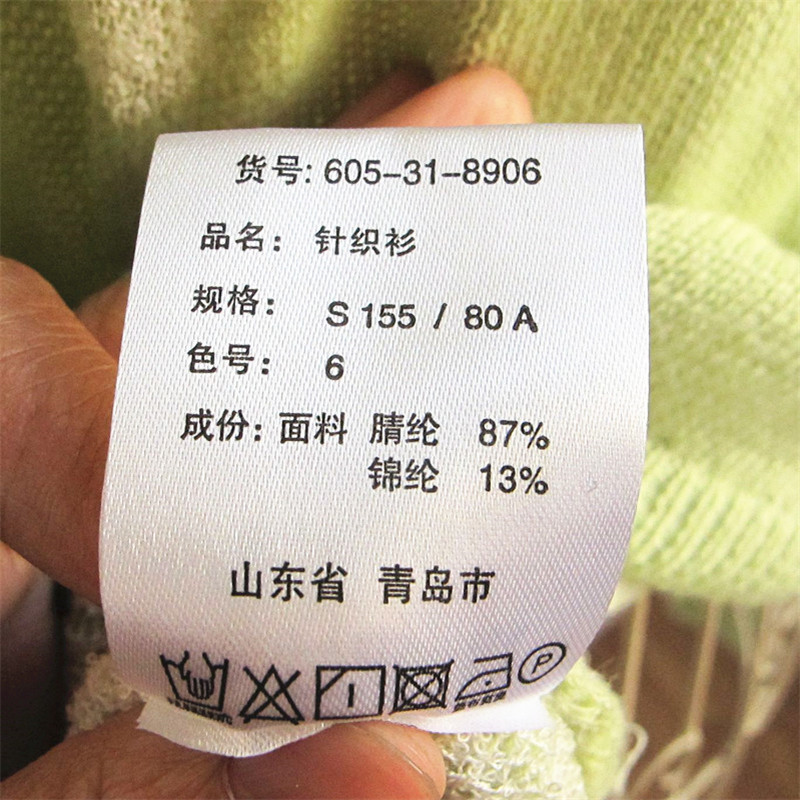 货号: 605-31-8906
品名: 针织衫
规格: S 155 / 80 A
色号: 6
成份: 面料 腈纶 87%
锦纶 13%
山东省 青岛市
P